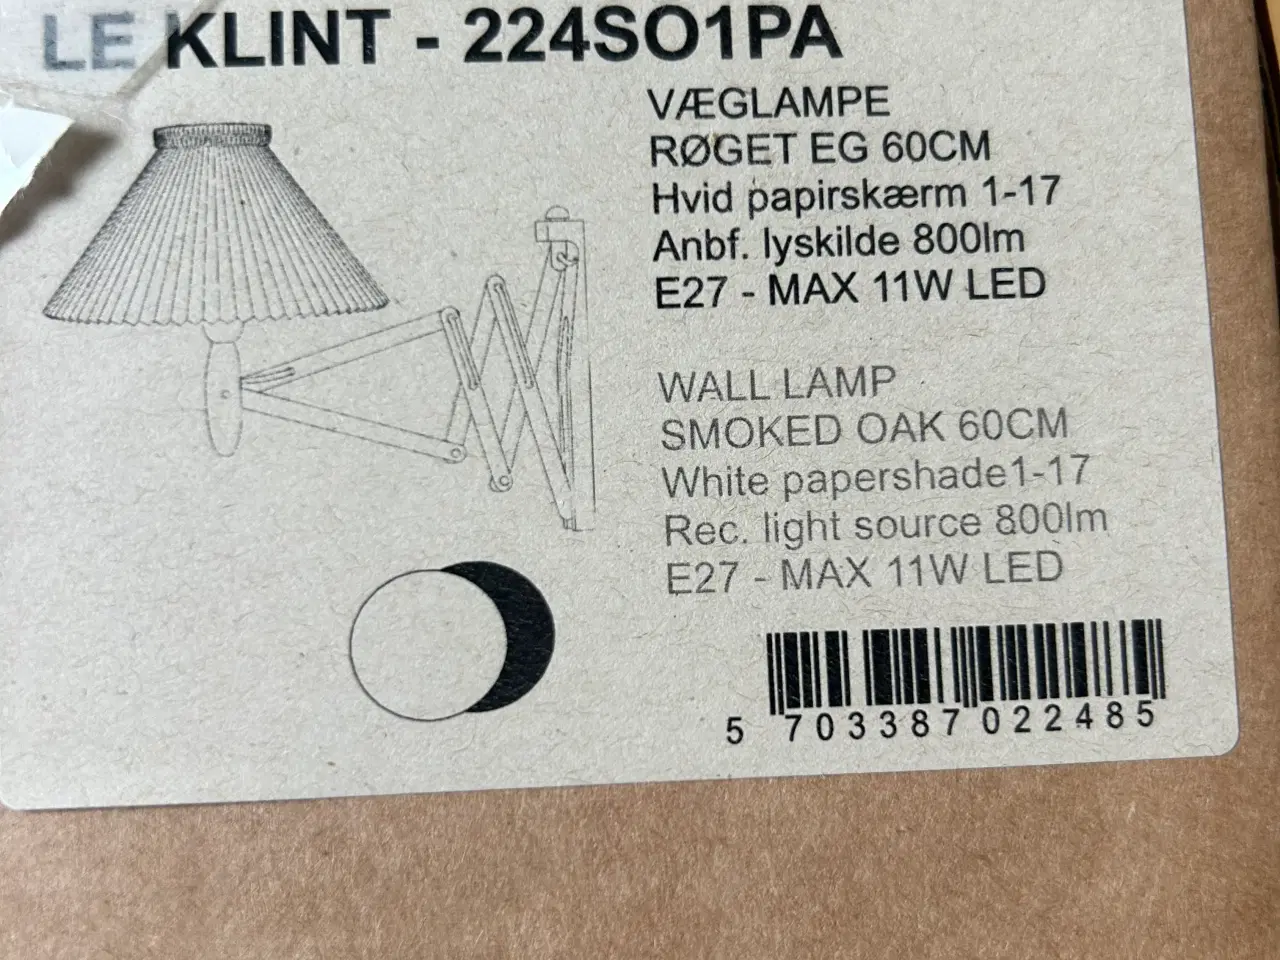 LE KLINT - 224SO1PA
VÆGLAMPE
RØGET EG 60CM
Hvid papirskærm 1-17
Anbf. lyskilde 800lm
E27 - MAX 11W LED
WALL LAMP
SMOKED OAK 60CM
White papershade1-17
Rec. light source 800lm
E27 - MAX 11W LED
5 703387 022485